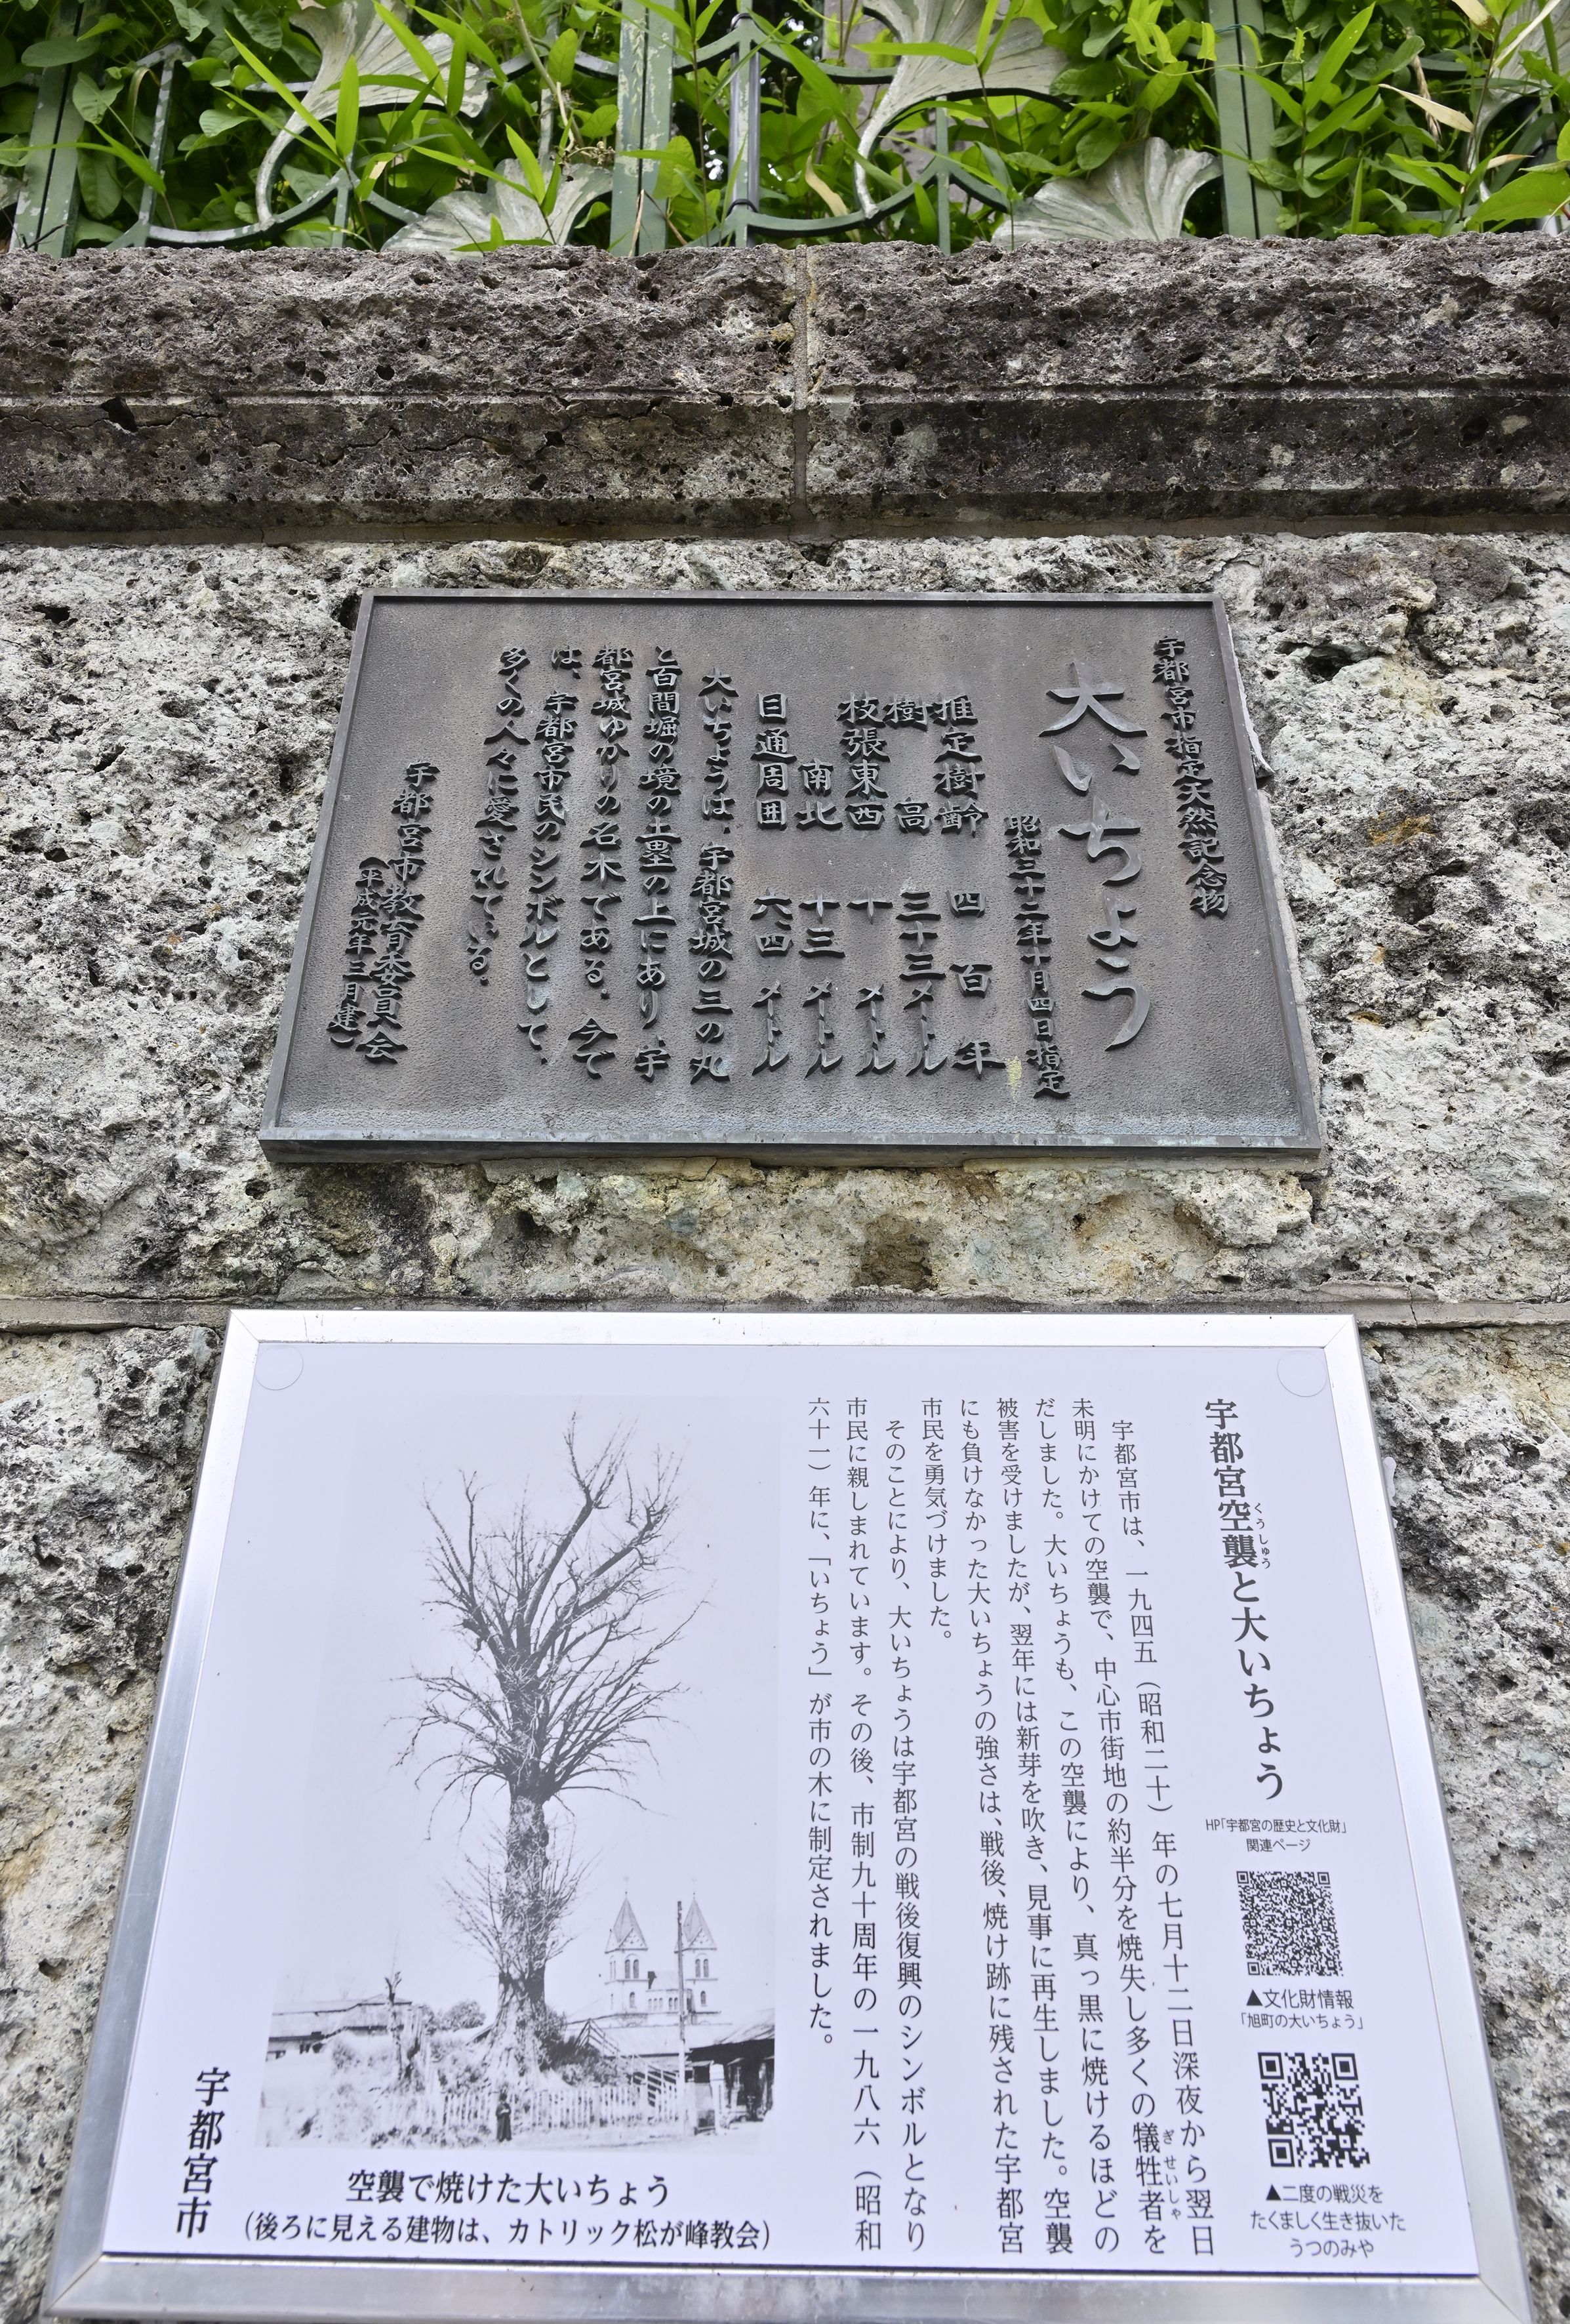 宇都宮市指定天然記念物
大いちょう
昭和三十二年十月四日指定
推定樹齢 四百年
樹高 三十三メートル
枝張東西 十メートル
南北 十三メートル
目通周囲 六・四メートル
大いちょうは、宇都宮城の三の丸
と百間堀の境の土塁の上にあり、宇
都宮城ゆかりの名木である。今で
は、宇都宮市民のシンボルとして、
多くの人々に愛されている。
宇都宮市教育委員会
(平成元年三月建)
宇都宮空襲と大いちょう
くうしゅう
宇都宮市は、一九四五(昭和二十)年の七月十二日深夜から翌日
未明にかけての空襲で、中心市街地の約半分を焼失し多くの犠牲者を
ぎせいしゃ
だしました。大いちょうも、この空襲により、真っ黒に焼けるほどの
被害を受けましたが、翌年には新芽を吹き、見事に再生しました。空襲
にも負けなかった大いちょうの強さは、戦後、焼け跡に残された宇都宮
市民を勇気づけました。
そのことにより、大いちょうは宇都宮の戦後復興のシンボルとなり
市民に親しまれています。その後、市制九十周年の一九八六(昭和
六十一)年に、「いちょう」が市の木に制定されました。
HP「宇都宮の歴史と文化財」
関連ページ
▲文化財情報
「旭町の大いちょう」
▲二度の戦災を
たくましく生き抜いた
うつのみや
空襲で焼けた大いちょう
(後ろに見える建物は、カトリック松が峰教会)
宇都宮市